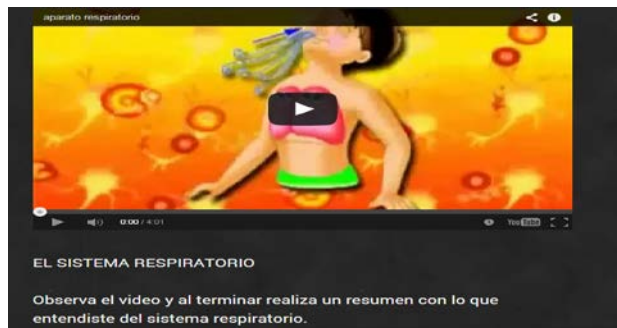 aparato respiratorio
0:00 / 4:01
YouTube
EL SISTEMA RESPIRATORIO
Observa el video y al terminar realiza un resumen con lo que
entendiste del sistema respiratorio.